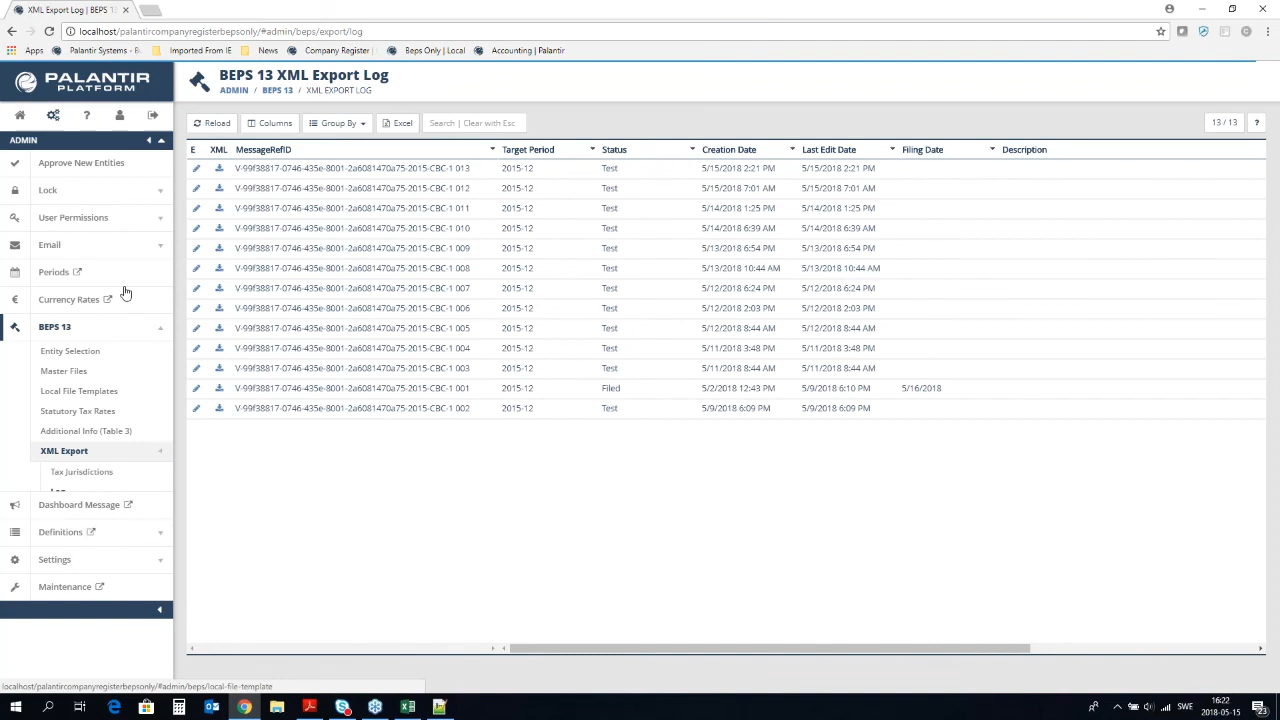 XML Export Log | BEPS 13
localhost/palantircompanyregisterbepsonly/#admin/beps/export/log
Apps Palantir Systems - B Imported From IE News Company Register | Beps Only | Local Accounting | Palantir
PALANTIR
PLATFORM
BEPS 13 XML Export Log
ADMIN / BEPS 13 / XML EXPORT LOG
ADMIN
Approve New Entities
Lock
User Permissions
Email
Periods
Currency Rates
BEPS 13
Entity Selection
Master Files
Local File Templates
Statutory Tax Rates
Additional Info (Table 3)
XML Export
Tax Jurisdictions
Log
Dashboard Message
Definitions
Settings
Maintenance
Reload Columns Group By Excel Search | Clear with Esc 13 / 13 ?
E XML MessageRefID Target Period Status Creation Date Last Edit Date Filing Date Description
V-99f38817-0746-435e-8001-2a6081470a75-2015-CBC-1 013 2015-12 Test 5/15/2018 2:21 PM 5/15/2018 2:21 PM
V-99f38817-0746-435e-8001-2a6081470a75-2015-CBC-1 012 2015-12 Test 5/15/2018 7:01 AM 5/15/2018 7:01 AM
V-99f38817-0746-435e-8001-2a6081470a75-2015-CBC-1 011 2015-12 Test 5/14/2018 1:25 PM 5/14/2018 1:25 PM
V-99f38817-0746-435e-8001-2a6081470a75-2015-CBC-1 010 2015-12 Test 5/14/2018 6:39 AM 5/14/2018 6:39 AM
V-99f38817-0746-435e-8001-2a6081470a75-2015-CBC-1 009 2015-12 Test 5/13/2018 6:54 PM 5/13/2018 6:54 PM
V-99f38817-0746-435e-8001-2a6081470a75-2015-CBC-1 008 2015-12 Test 5/13/2018 10:44 AM 5/13/2018 10:44 AM
V-99f38817-0746-435e-8001-2a6081470a75-2015-CBC-1 007 2015-12 Test 5/12/2018 6:24 PM 5/12/2018 6:24 PM
V-99f38817-0746-435e-8001-2a6081470a75-2015-CBC-1 006 2015-12 Test 5/12/2018 2:03 PM 5/12/2018 2:03 PM
V-99f38817-0746-435e-8001-2a6081470a75-2015-CBC-1 005 2015-12 Test 5/12/2018 8:44 AM 5/12/2018 8:44 AM
V-99f38817-0746-435e-8001-2a6081470a75-2015-CBC-1 004 2015-12 Test 5/11/2018 3:48 PM 5/11/2018 3:48 PM
V-99f38817-0746-435e-8001-2a6081470a75-2015-CBC-1 003 2015-12 Test 5/11/2018 8:44 AM 5/11/2018 8:44 AM
V-99f38817-0746-435e-8001-2a6081470a75-2015-CBC-1 001 2015-12 Filed 5/2/2018 12:43 PM 5/9/2018 6:10 PM 5/16/2018
V-99f38817-0746-435e-8001-2a6081470a75-2015-CBC-1 002 2015-12 Test 5/9/2018 6:09 PM 5/9/2018 6:09 PM
localhost/palantircompanyregisterbepsonly/#admin/beps/local-file-template
SWE
16:22
2018-05-15
23